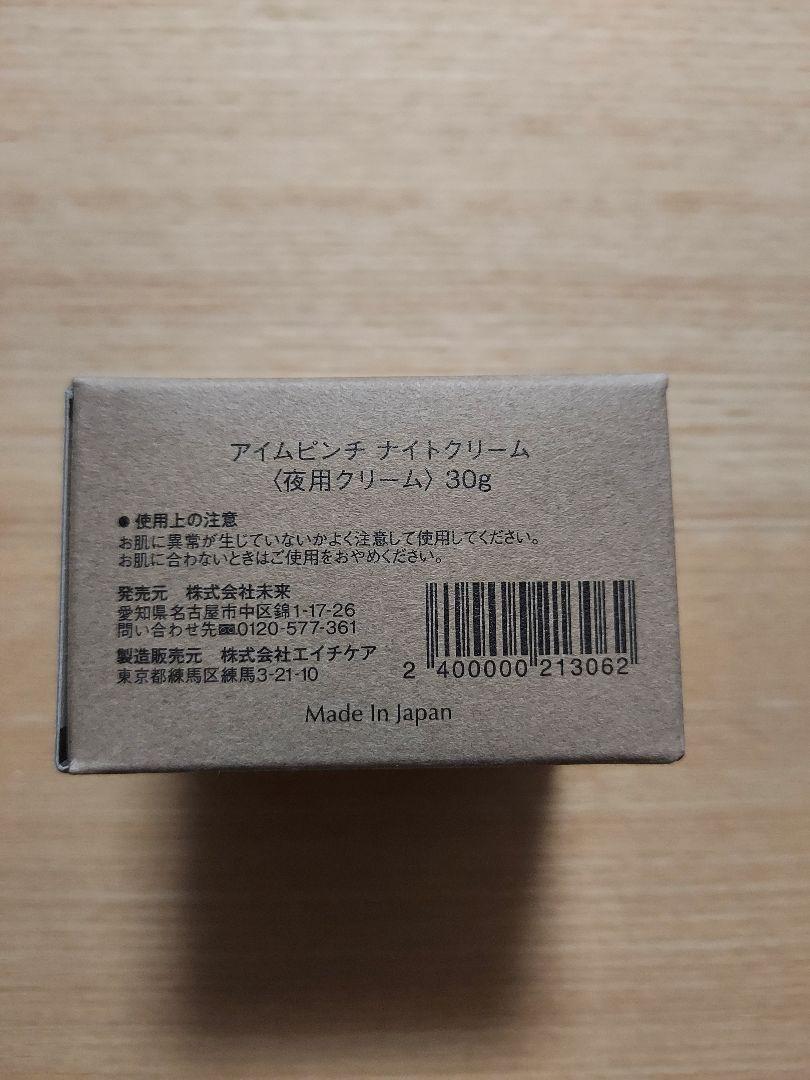 アイムピンチ ナイトクリーム
〈夜用クリーム〉30g
● 使用上の注意
お肌に異常が生じていないかよく注意して使用してください。
お肌に合わないときはご使用をおやめください。
発売元 株式会社未来
愛知県名古屋市中区錦1-17-26
問い合わせ先0120-577-361
製造販売元 株式会社エイチケア
東京都練馬区練馬3-21-10
2 400000 213062
Made In Japan